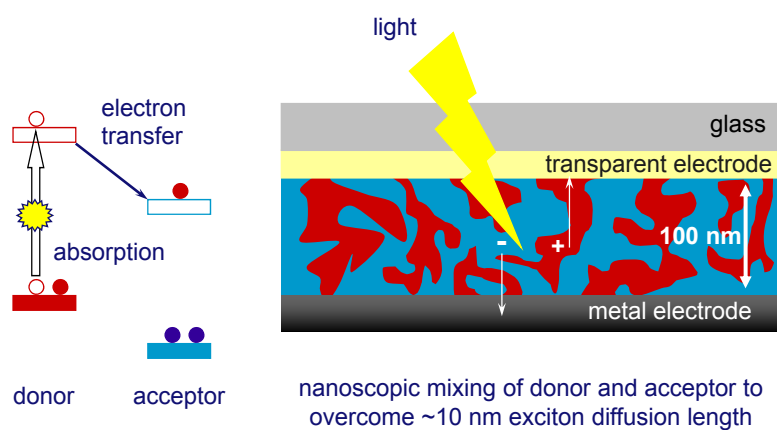 light
electron
transfer
absorption
donor
acceptor
glass
transparent electrode
-
+
100 nm
metal electrode
nanoscopic mixing of donor and acceptor to
overcome ~10 nm exciton diffusion length